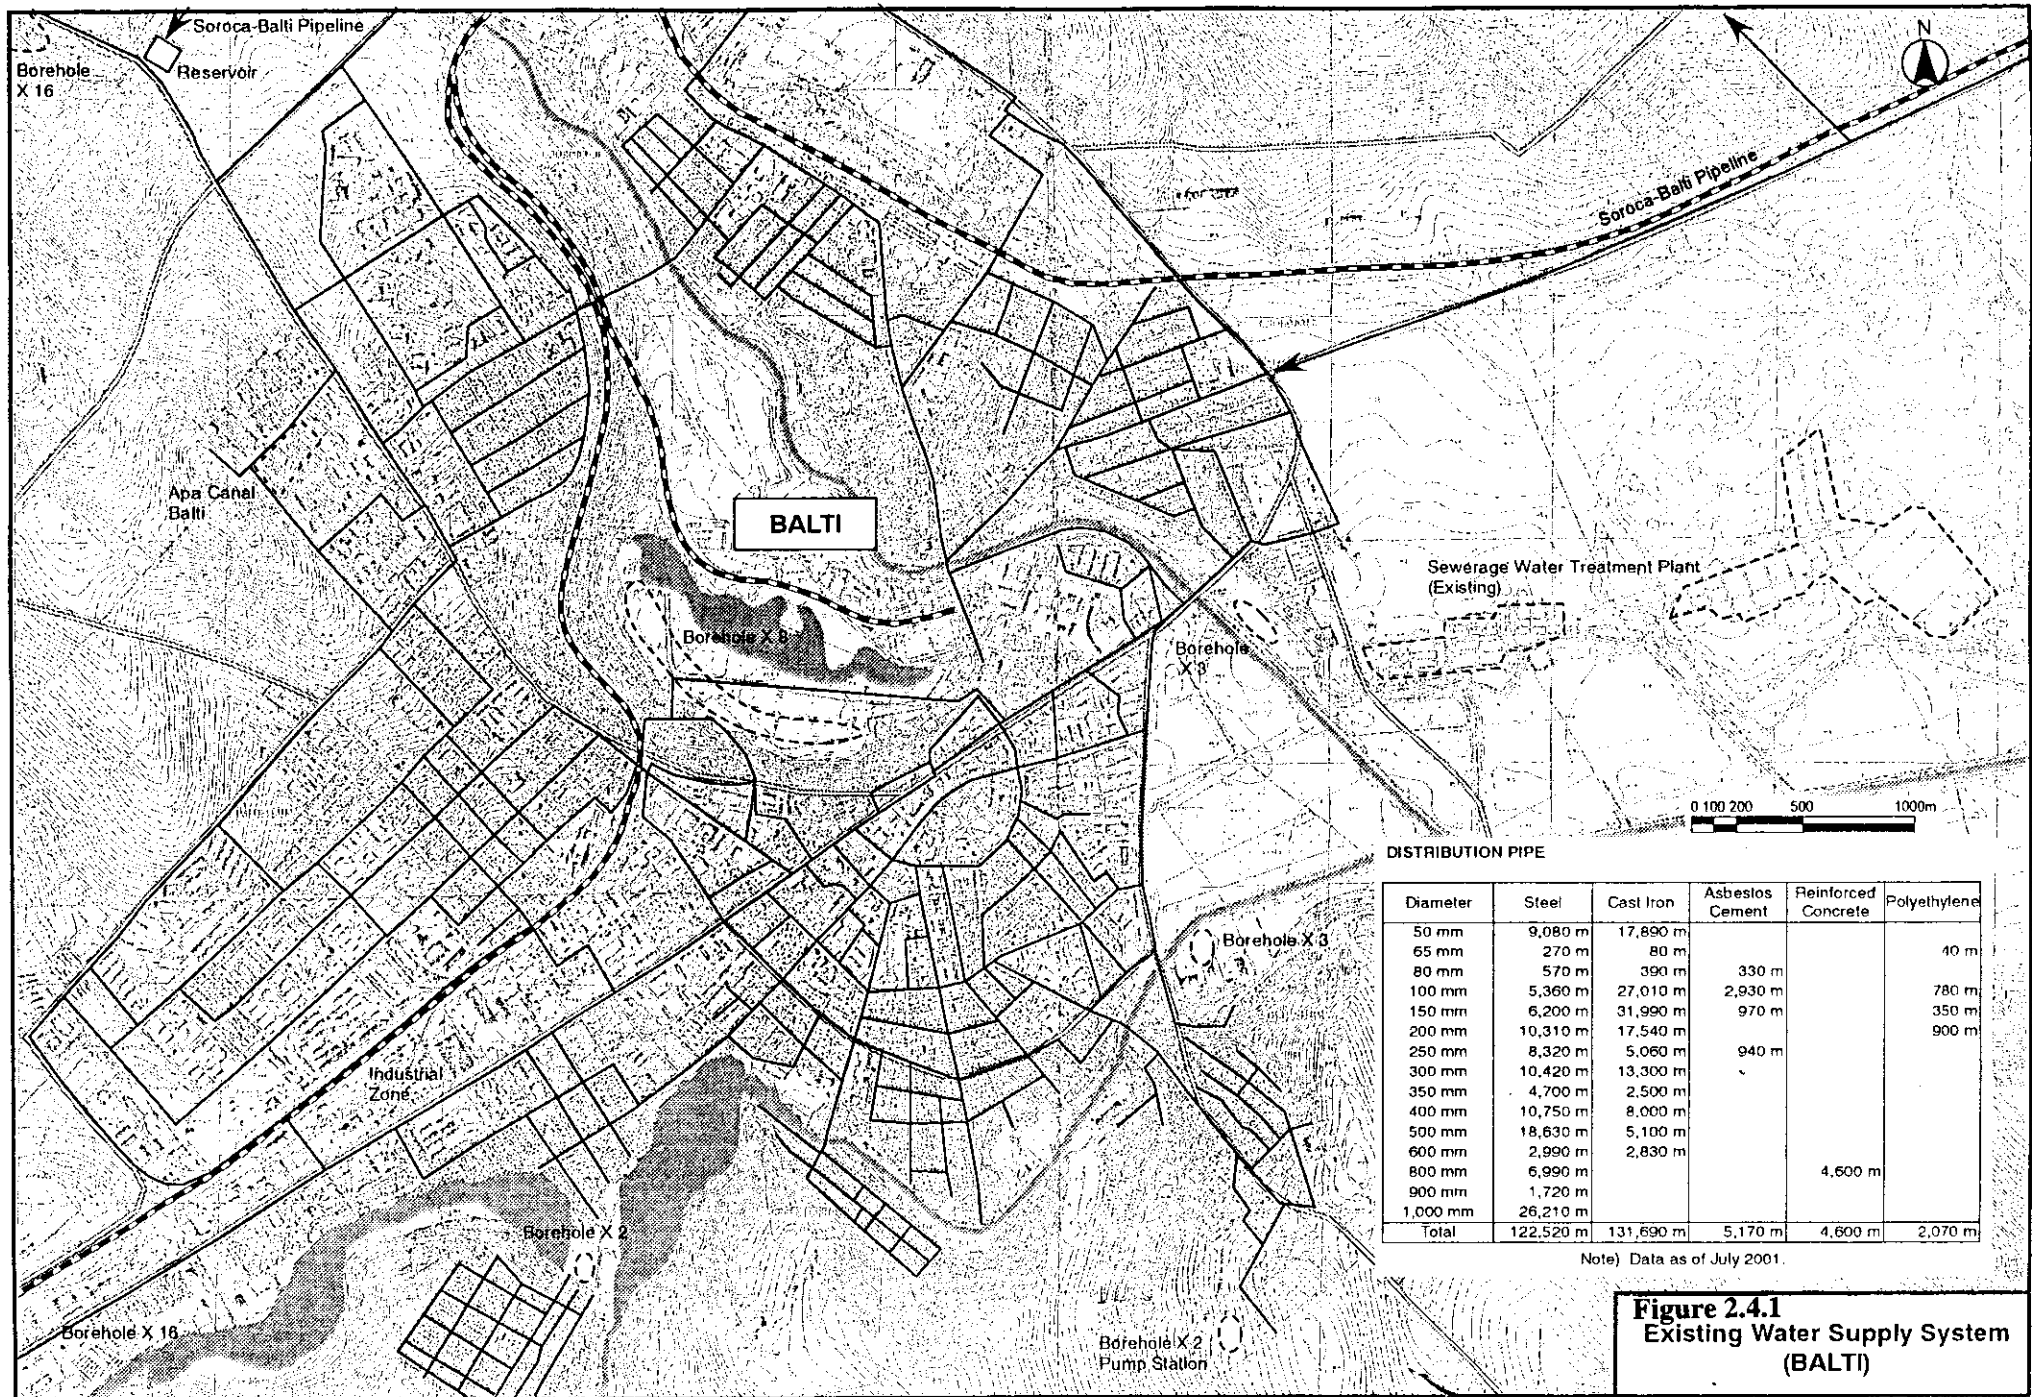 Soroca-Balti Pipeline
N
Borehole
X 16
Reservoir
Soroca-Balti Pipeline
Apa Canal
Balti
BALTI
Sewerage Water Treatment Plant
(Existing)
Borehole X 8
Borehole
X 3
0 100 200 500 1000m
DISTRIBUTION PIPE
Diameter Steel Cast Iron Asbestos Cement Reinforced Concrete Polyethylene
50 mm 9,080 m 17,890 m
65 mm 270 m 80 m 40 m
80 mm 570 m 390 m 330 m
100 mm 5,360 m 27,010 m 2,930 m 780 m
150 mm 6,200 m 31,990 m 970 m 350 m
200 mm 10,310 m 17,540 m 900 m
250 mm 8,320 m 5,060 m 940 m
300 mm 10,420 m 13,300 m
350 mm 4,700 m 2,500 m
400 mm 10,750 m 8,000 m
500 mm 18,630 m 5,100 m
600 mm 2,990 m 2,830 m
800 mm 6,990 m 4,600 m
900 mm 1,720 m
1,000 mm 26,210 m
Total 122,520 m 131,690 m 5,170 m 4,600 m 2,070 m
Note) Data as of July 2001.
Borehole X 3
Industrial
Zone
Borehole X 2
Borehole X 16
Borehole X 2
Pump Station
Figure 2.4.1
Existing Water Supply System
(BALTI)